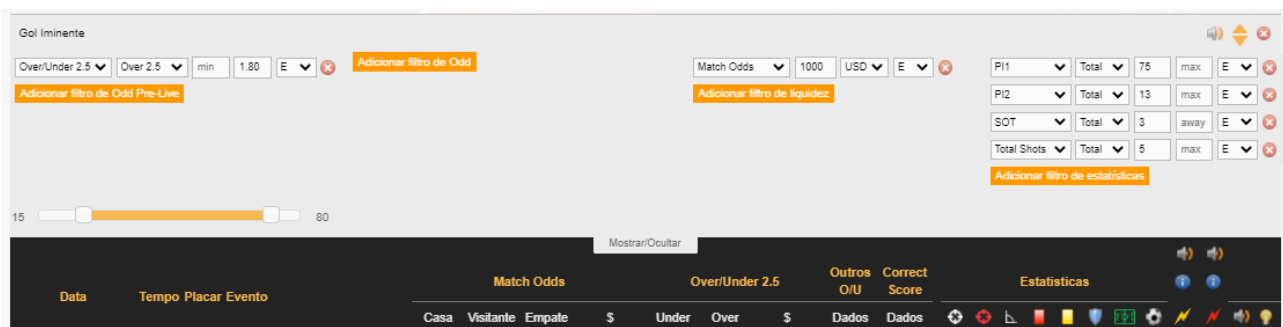 Gol Iminente
Over/Under 2.5 Over 2.5 min 1.80 E Adicionar filtro de Odd Match Odds 1000 USD E PI1 Total 75 max E
Adicionar filtro de Odd Pre-Live Adicionar filtro de liquidez PI2 Total 13 max E
SOT Total 3 away E
Total Shots Total 5 max E
Adicionar filtro de estatísticas
15 80
Mostrar/Ocultar
Data Tempo Placar Evento Match Odds Over/Under 2.5 Outros O/U Correct Score Estatisticas
Casa Visitante Empate $ Under Over $ Dados Dados